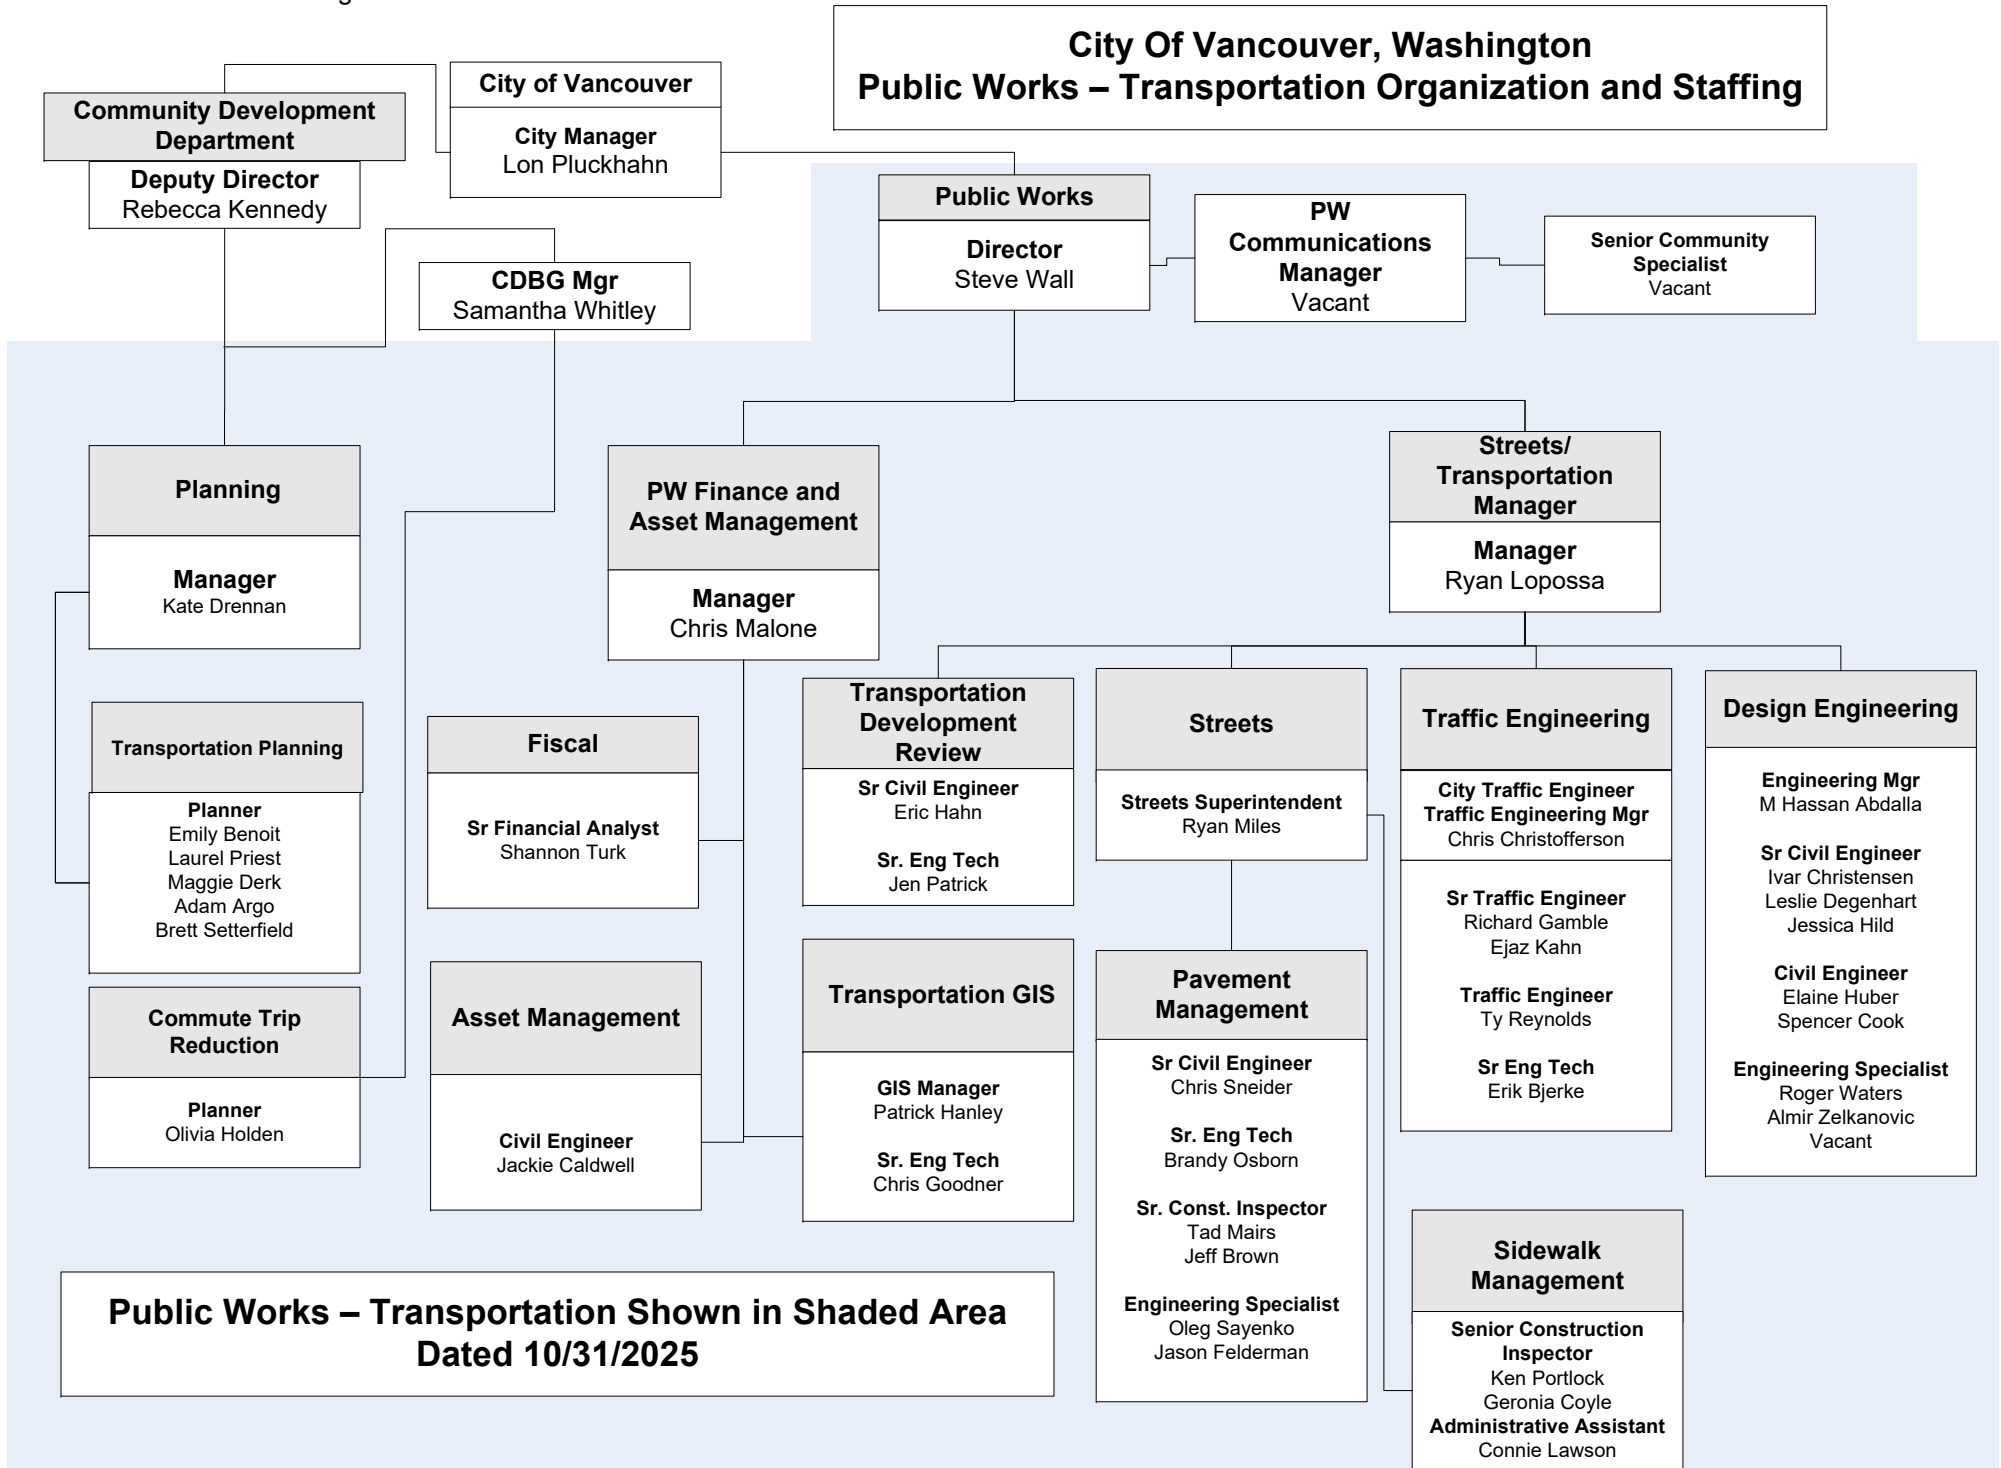 City Of Vancouver, Washington
Public Works – Transportation Organization and Staffing
City of Vancouver
City Manager
Lon Pluckhahn
Community Development
Department
Deputy Director
Rebecca Kennedy
CDBG Mgr
Samantha Whitley
Public Works
Director
Steve Wall
PW
Communications
Manager
Vacant
Senior Community
Specialist
Vacant
Planning
Manager
Kate Drennan
PW Finance and
Asset Management
Manager
Chris Malone
Streets/
Transportation
Manager
Manager
Ryan Lopossa
Transportation Planning
Planner
Emily Benoit
Laurel Priest
Maggie Derk
Adam Argo
Brett Setterfield
Commute Trip
Reduction
Planner
Olivia Holden
Fiscal
Sr Financial Analyst
Shannon Turk
Asset Management
Civil Engineer
Jackie Caldwell
Transportation
Development
Review
Sr Civil Engineer
Eric Hahn
Sr. Eng Tech
Jen Patrick
Transportation GIS
GIS Manager
Patrick Hanley
Sr. Eng Tech
Chris Goodner
Streets
Streets Superintendent
Ryan Miles
Pavement
Management
Sr Civil Engineer
Chris Sneider
Sr. Eng Tech
Brandy Osborn
Sr. Const. Inspector
Tad Mairs
Jeff Brown
Engineering Specialist
Oleg Sayenko
Jason Felderman
Traffic Engineering
City Traffic Engineer
Traffic Engineering Mgr
Chris Christofferson
Sr Traffic Engineer
Richard Gamble
Ejaz Kahn
Traffic Engineer
Ty Reynolds
Sr Eng Tech
Erik Bjerke
Design Engineering
Engineering Mgr
M Hassan Abdalla
Sr Civil Engineer
Ivar Christensen
Leslie Degenhart
Jessica Hild
Civil Engineer
Elaine Huber
Spencer Cook
Engineering Specialist
Roger Waters
Almir Zelkanovic
Vacant
Sidewalk
Management
Senior Construction
Inspector
Ken Portlock
Geronia Coyle
Administrative Assistant
Connie Lawson
Public Works – Transportation Shown in Shaded Area
Dated 10/31/2025